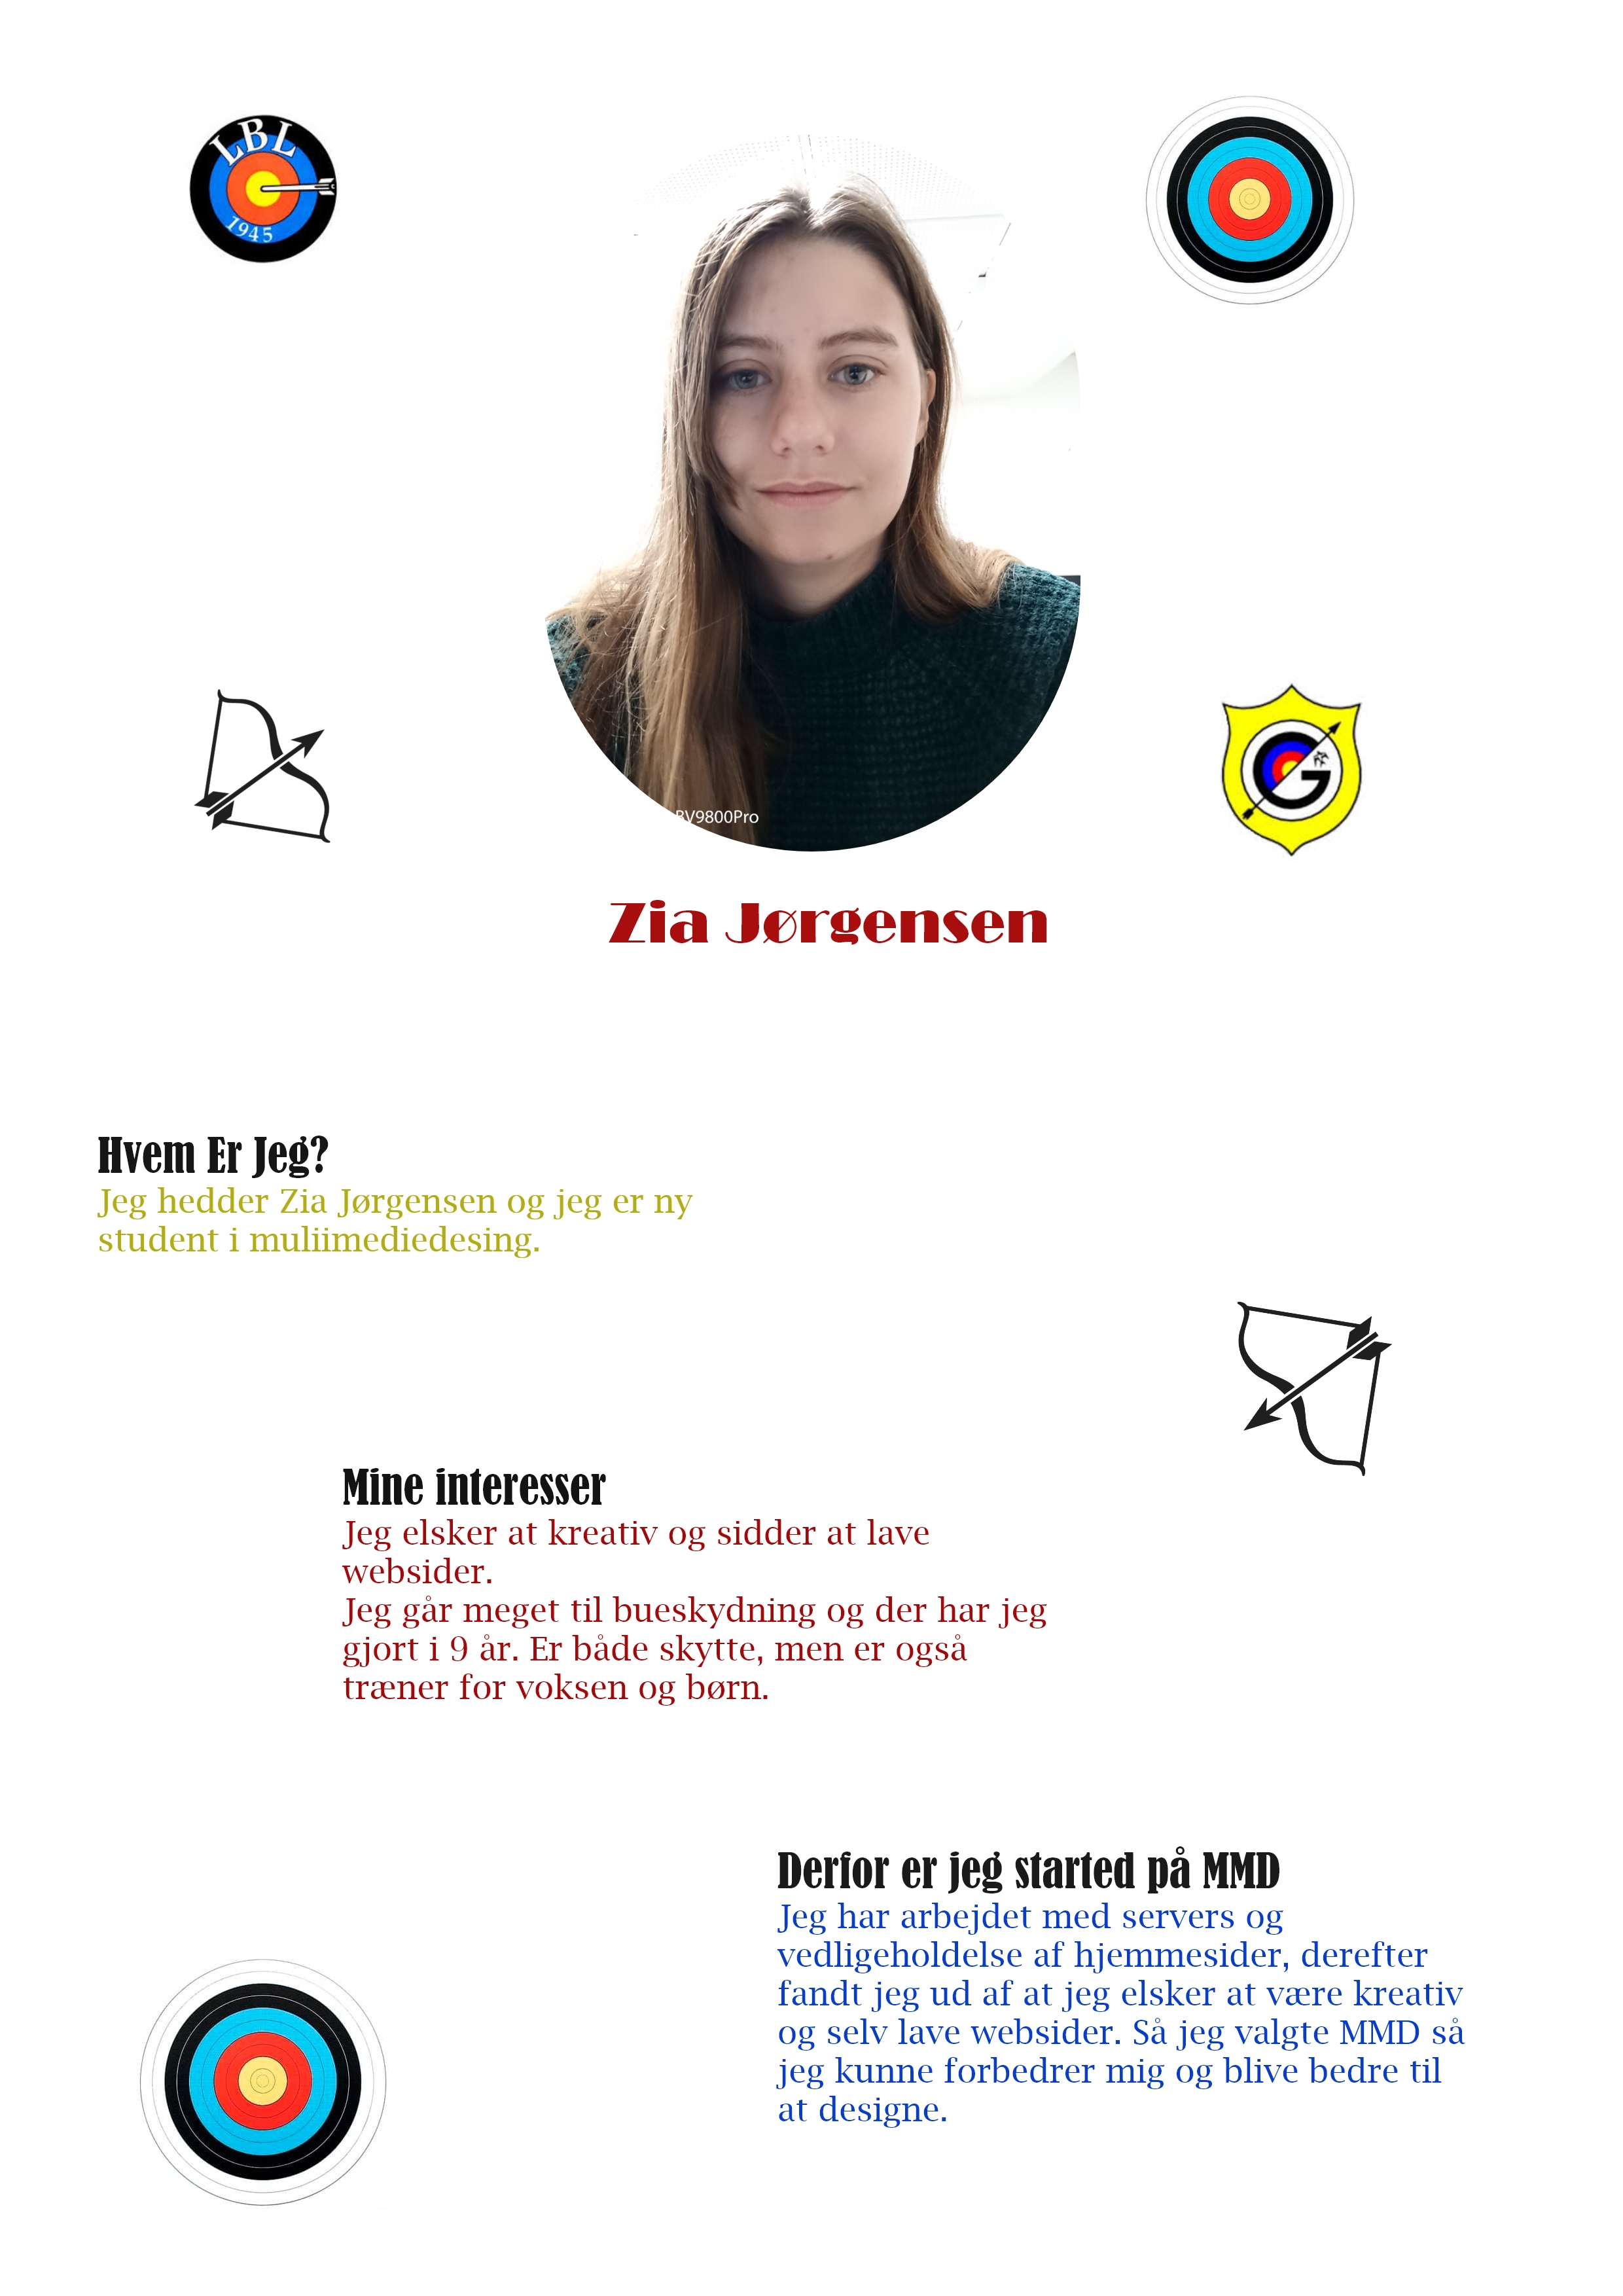 LBL
1945
G
BV9800Pro
Zia Jørgensen
Hvem Er Jeg?
Jeg hedder Zia Jørgensen og jeg er ny
student i muliimediedesing.
Mine interesser
Jeg elsker at kreativ og sidder at lave
websider.
Jeg går meget til bueskydning og der har jeg
gjort i 9 år. Er både skytte, men er også
træner for voksen og børn.
Derfor er jeg started på MMD
Jeg har arbejdet med servers og
vedligeholdelse af hjemmesider, derefter
fandt jeg ud af at jeg elsker at være kreativ
og selv lave websider. Så jeg valgte MMD så
jeg kunne forbedrer mig og blive bedre til
at designe.